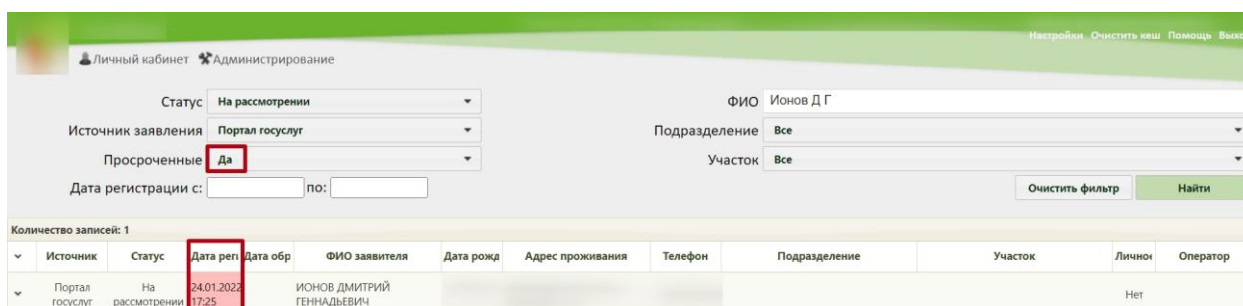 Настройки Очистить кеш Помощь Выхо
Личный кабинет Администрирование
Статус На рассмотрении ФИО Ионов Д Г
Источник заявления Портал госуслуг Подразделение Все
Просроченные Да Участок Все
Дата регистрации с: по: Очистить фильтр Найти
Количество записей: 1
Источник Статус Дата реги Дата обр ФИО заявителя Дата рожд Адрес проживания Телефон Подразделение Участок Личное Оператор
Портал На 24.01.2022 ИОНОВ ДМИТРИЙ Нет
госуслуг рассмотрении 17:25 ГЕННАДЬЕВИЧ